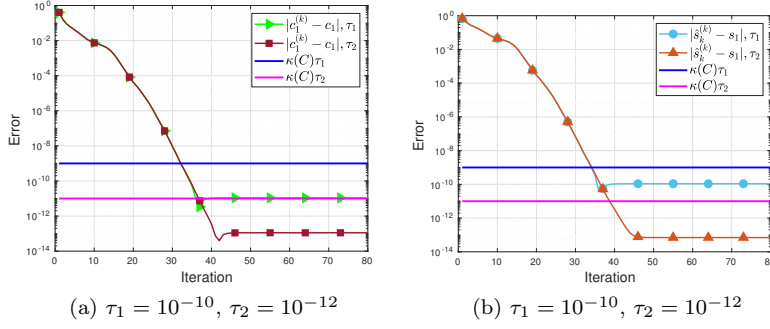 10^0
10^-2
10^-4
10^-6
10^-8
10^-10
10^-12
10^-14
Error
0 10 20 30 40 50 60 70 80
Iteration
|c_1^(k) − c_1|, τ_1
|c_1^(k) − c_1|, τ_2
κ(C)τ_1
κ(C)τ_2
(a) τ_1 = 10^−10, τ_2 = 10^−12
10^0
10^-2
10^-4
10^-6
10^-8
10^-10
10^-12
10^-14
Error
0 10 20 30 40 50 60 70 80
Iteration
|ŝ_k^(k) − s_1|, τ_1
|ŝ_k^(k) − s_1|, τ_2
κ(C)τ_1
κ(C)τ_2
(b) τ_1 = 10^−10, τ_2 = 10^−12